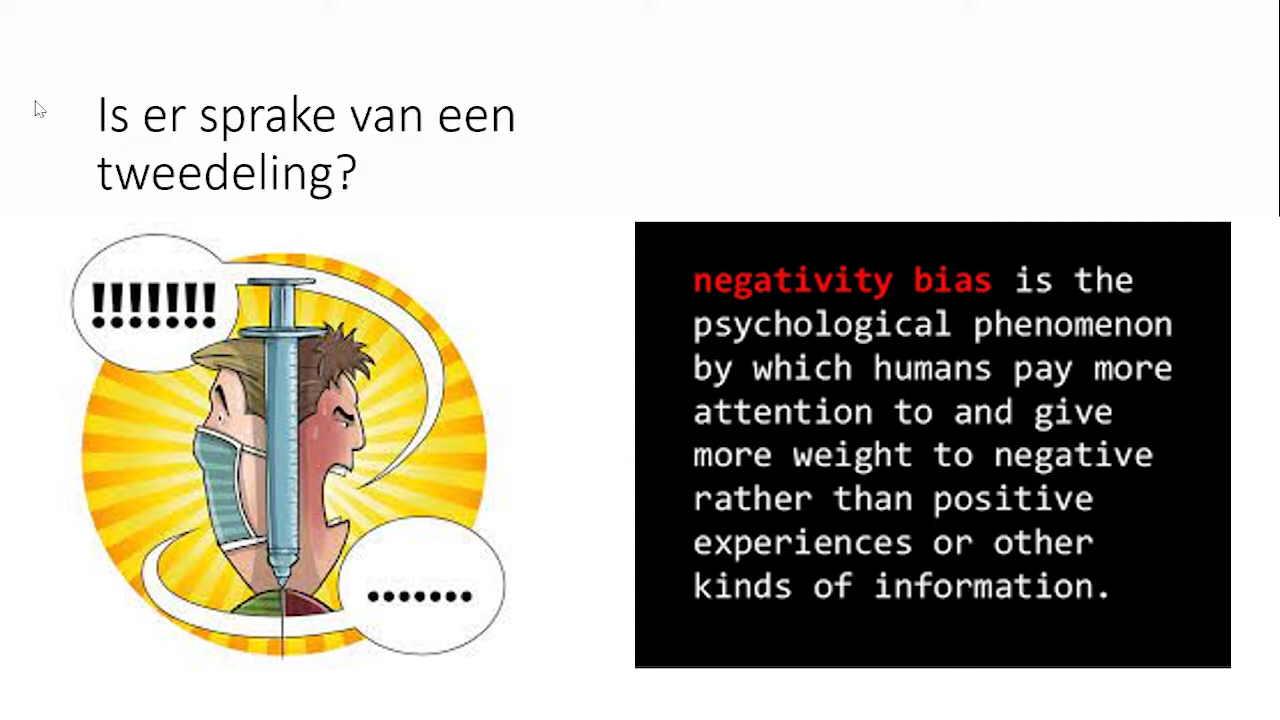 Is er sprake van een
tweedeling?
!!!!!!!
.......
negativity bias is the
psychological phenomenon
by which humans pay more
attention to and give
more weight to negative
rather than positive
experiences or other
kinds of information.